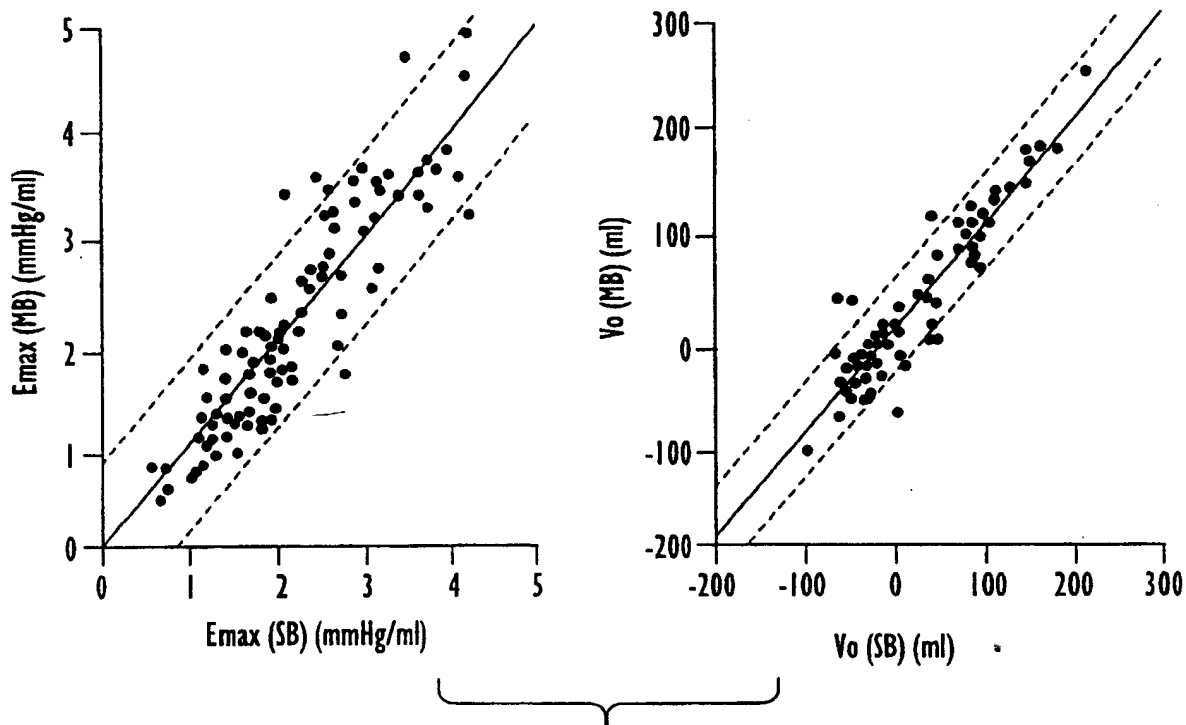 Emax (MB) (mmHg/ml)
5
4
3
2
1
0
0 1 2 3 4 5
Emax (SB) (mmHg/ml)
Vo (MB) (ml)
300
200
100
0
-100
-200
-200 -100 0 100 200 300
Vo (SB) (ml)